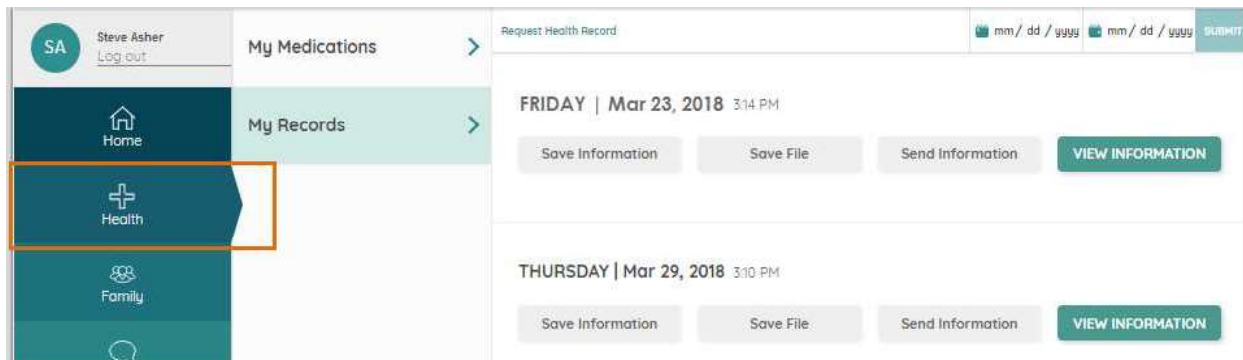 SA
Steve Asher
Log out
Home
Health
Family
My Medications
My Records
Request Health Record
mm/ dd / yyyy mm/ dd / yyyy SUBMIT
FRIDAY | Mar 23, 2018 3:14 PM
Save Information Save File Send Information VIEW INFORMATION
THURSDAY | Mar 29, 2018 3:10 PM
Save Information Save File Send Information VIEW INFORMATION